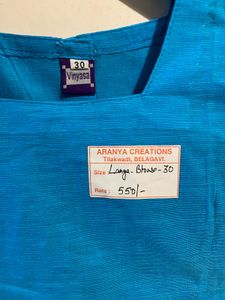 30
Vinyasa
ARANYA CREATIONS
Tilakwadi, BELAGAVI.
Size : Langa-Blouse-30
Rate : 550/-